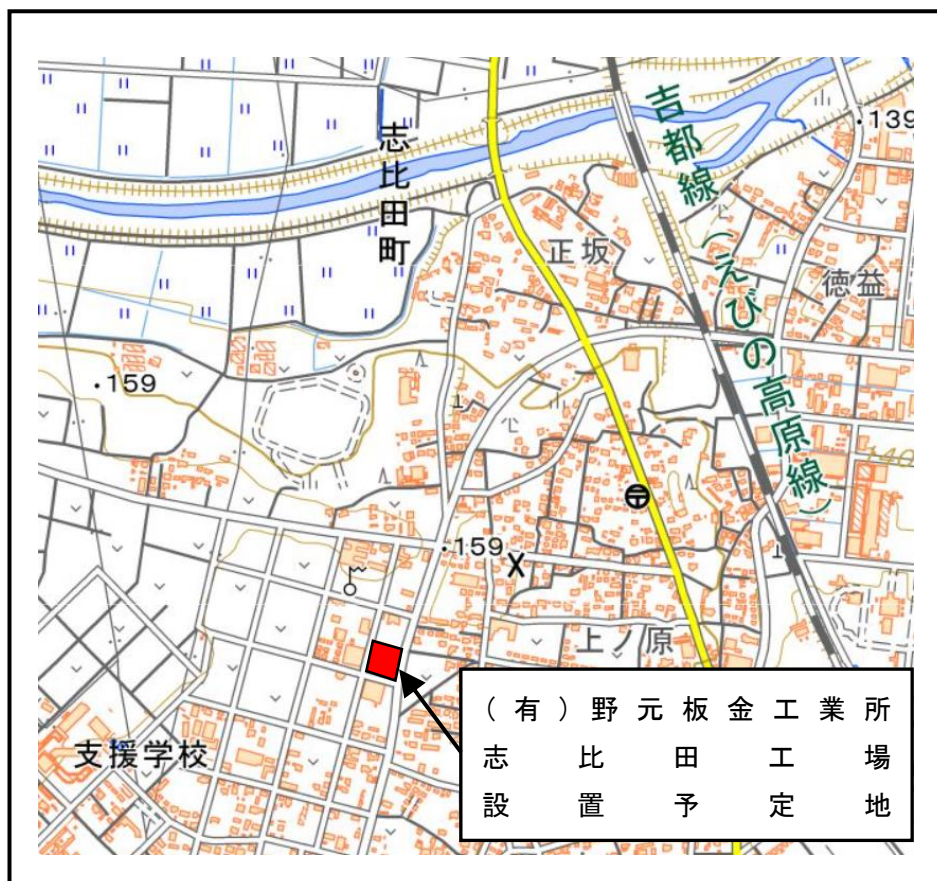 志比田町
吉都線（えびの高原線）
139
正坂
徳益
159
140
159
上ノ原
支援学校
（有）野元板金工業所
志比田工場
設置予定地